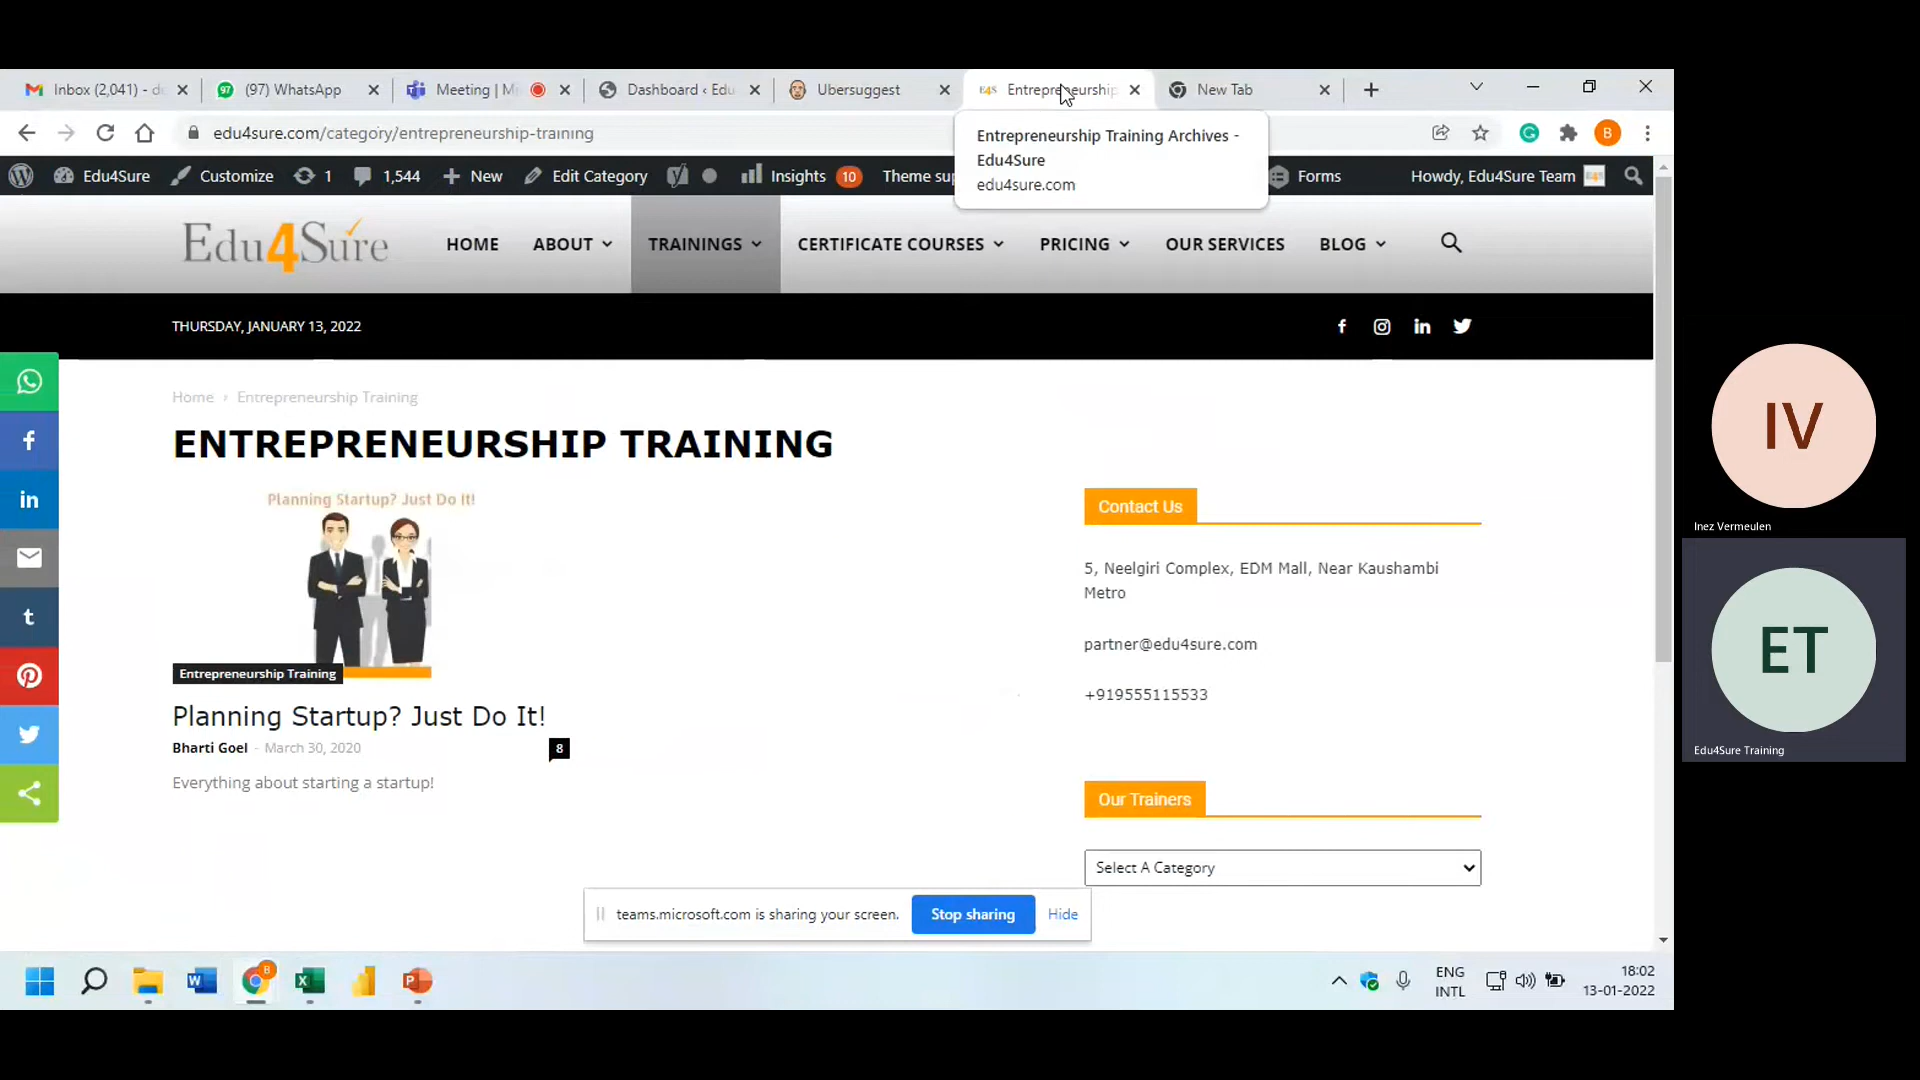 Inbox (2,041) - d
(97) WhatsApp
Meeting | M
Dashboard ‹ Edu
Ubersuggest
Entrepreneurship
New Tab
edu4sure.com/category/entrepreneurship-training
B
Entrepreneurship Training Archives -
Edu4Sure
edu4sure.com
Edu4Sure
Customize
1
1,544
New
Edit Category
Insights 10
Theme sup
Forms
Howdy, Edu4Sure Team
Edu4Sure
HOME
ABOUT
TRAININGS
CERTIFICATE COURSES
PRICING
OUR SERVICES
BLOG
THURSDAY, JANUARY 13, 2022
Home › Entrepreneurship Training
ENTREPRENEURSHIP TRAINING
Planning Startup? Just Do It!
Entrepreneurship Training
Planning Startup? Just Do It!
Bharti Goel - March 30, 2020
8
Everything about starting a startup!
Contact Us
5, Neelgiri Complex, EDM Mall, Near Kaushambi
Metro
partner@edu4sure.com
+919555115533
Our Trainers
Select A Category
teams.microsoft.com is sharing your screen.
Stop sharing
Hide
ENG
INTL
18:02
13-01-2022
IV
Inez Vermeulen
ET
Edu4Sure Training